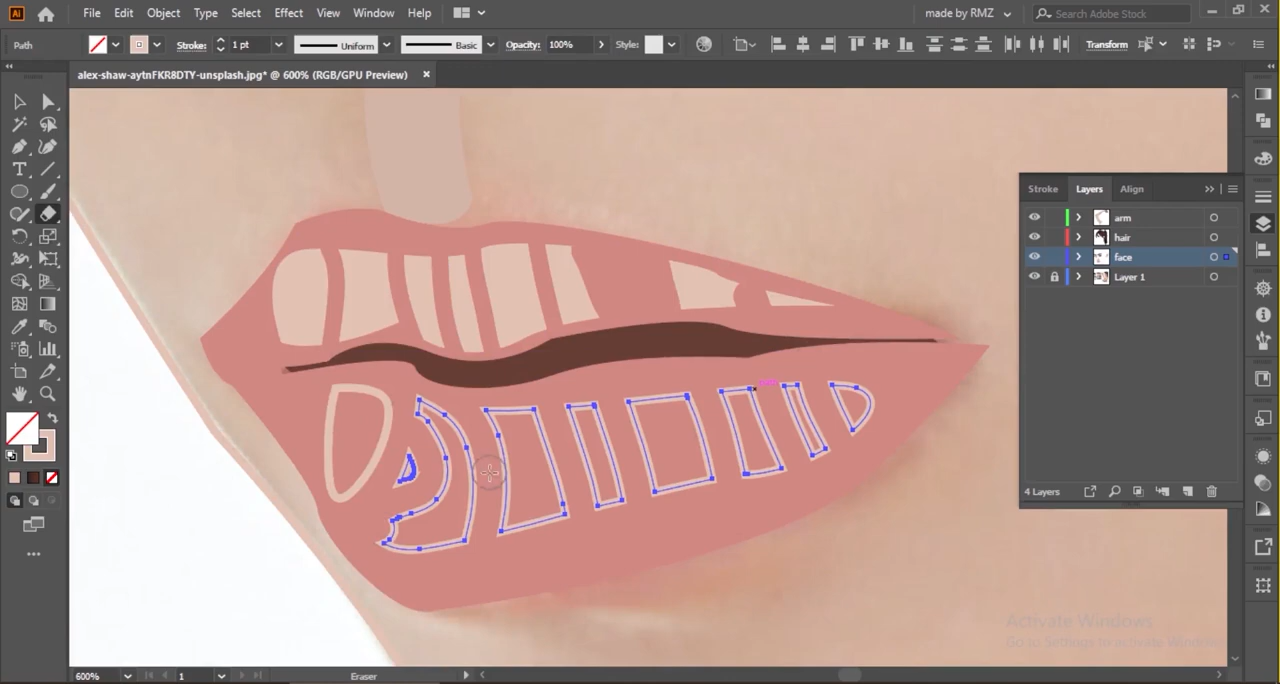 Ai File Edit Object Type Select Effect View Window Help made by RMZ Search Adobe Stock
Path Stroke: 1 pt Uniform Basic Opacity: 100% Style: Transform
alex-shaw-aytnFKR8DTY-unsplash.jpg* @ 600% (RGB/GPU Preview)
Stroke Layers Align
arm
hair
face
Layer 1
4 Layers
Activate Windows
Go to Settings to activate Windows.
600% 1 Eraser